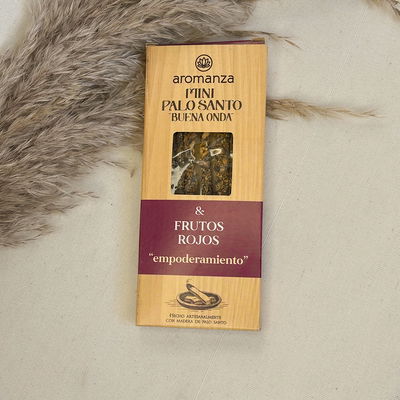 aromanza
MINI
PALO SANTO
"BUENA ONDA"
&
FRUTOS
ROJOS
“empoderamiento”
HECHO ARTESANALMENTE
CON MADERA DE PALO SANTO